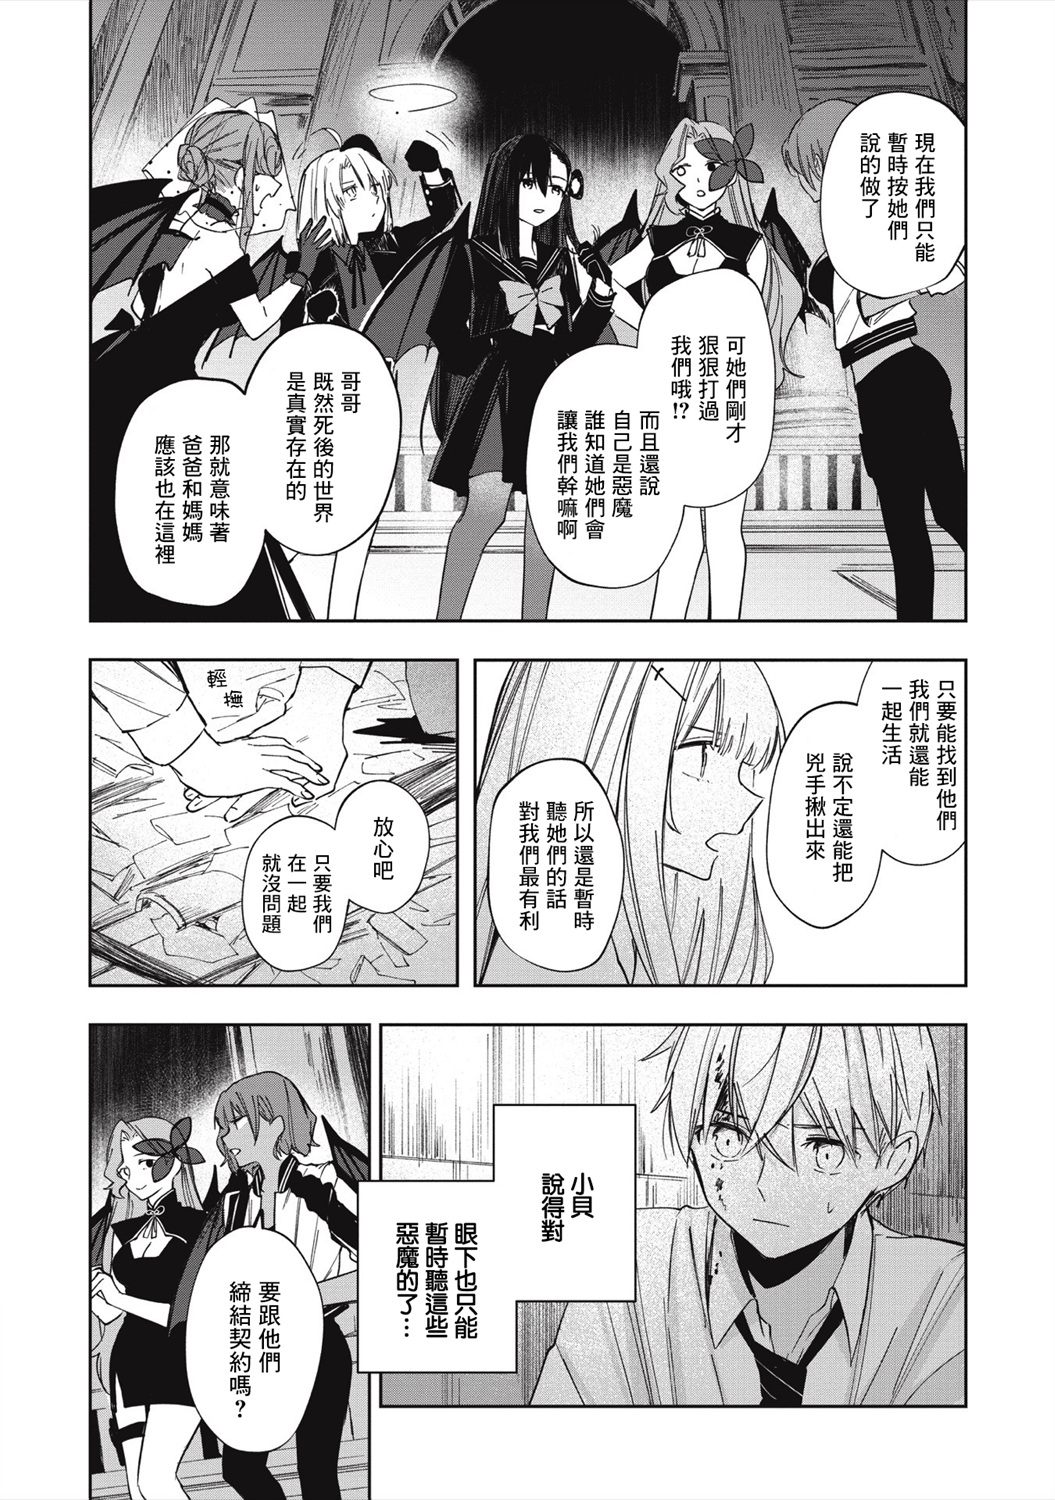 現在我們只能
暫時按她們
說的做了
可她們剛才
狠狠打過
我們哦!?
而且還說
自己是惡魔
誰知道她們會
讓我們幹嘛啊
哥哥
既然死後的世界
是真實存在的
那就意味著
爸爸和媽媽
應該也在這裡
只要能找到他們
我們就還能
一起生活
說不定還能把
兇手揪出來
所以還是暫時
聽她們的話
對我們最有利
輕撫
放心吧
只要我們
在一起
就沒問題
小貝
說得對
眼下也只能
暫時聽這些
惡魔的了…
要跟他們
締結契約嗎?